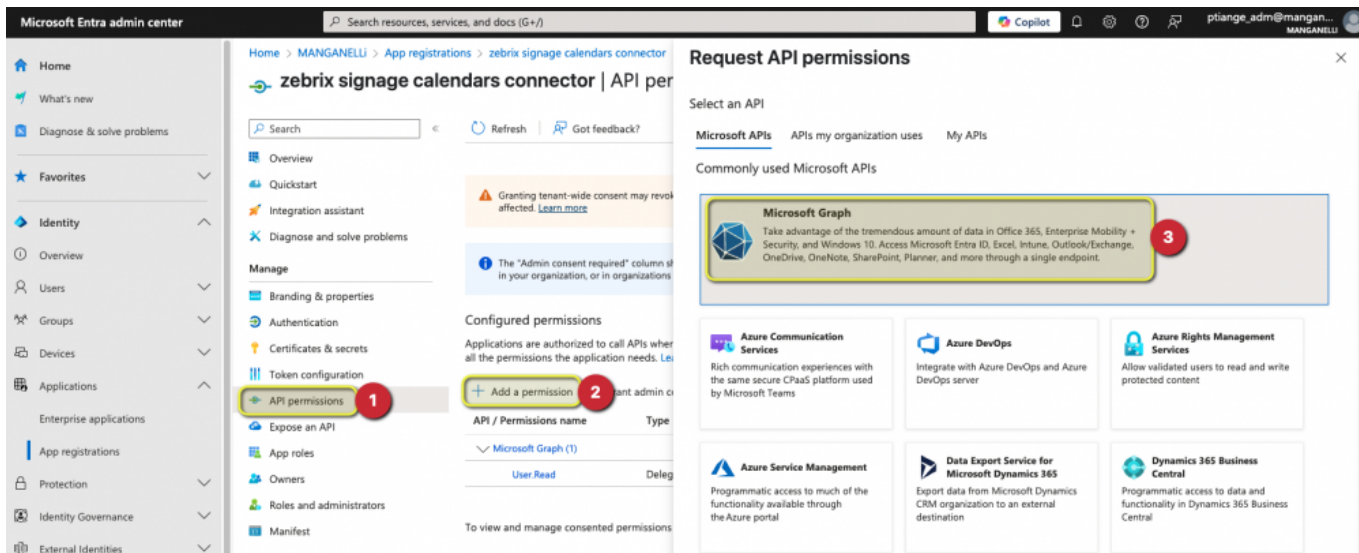 Microsoft Entra admin center
Search resources, services, and docs (G+/)
Copilot
ptiange_adm@mangan...
MANGANELLI
Home
What's new
Diagnose & solve problems
Favorites
Identity
Overview
Users
Groups
Devices
Applications
Enterprise applications
App registrations
Protection
Identity Governance
External Identities
Home > MANGANELLi > App registrations > zebrix signage calendars connector
zebrix signage calendars connector | API per
Search
Overview
Quickstart
Integration assistant
Diagnose and solve problems
Manage
Branding & properties
Authentication
Certificates & secrets
Token configuration
API permissions
1
Expose an API
App roles
Owners
Roles and administrators
Manifest
Refresh
Got feedback?
Granting tenant-wide consent may revok
affected. Learn more
The "Admin consent required" column sh
in your organization, or in organizations
Configured permissions
Applications are authorized to call APIs when
all the permissions the application needs. Lea
Add a permission
2
ant admin co
API / Permissions name Type
Microsoft Graph (1)
User.Read Deleg
To view and manage consented permissions
Request API permissions
Select an API
Microsoft APIs APIs my organization uses My APIs
Commonly used Microsoft APIs
Microsoft Graph
Take advantage of the tremendous amount of data in Office 365, Enterprise Mobility +
Security, and Windows 10. Access Microsoft Entra ID, Excel, Intune, Outlook/Exchange,
OneDrive, OneNote, SharePoint, Planner, and more through a single endpoint.
3
Azure Communication
Services
Rich communication experiences with
the same secure CPaaS platform used
by Microsoft Teams
Azure DevOps
Integrate with Azure DevOps and Azure
DevOps server
Azure Rights Management
Services
Allow validated users to read and write
protected content
Azure Service Management
Programmatic access to much of the
functionality available through
the Azure portal
Data Export Service for
Microsoft Dynamics 365
Export data from Microsoft Dynamics
CRM organization to an external
destination
Dynamics 365 Business
Central
Programmatic access to data and
functionality in Dynamics 365 Business
Central